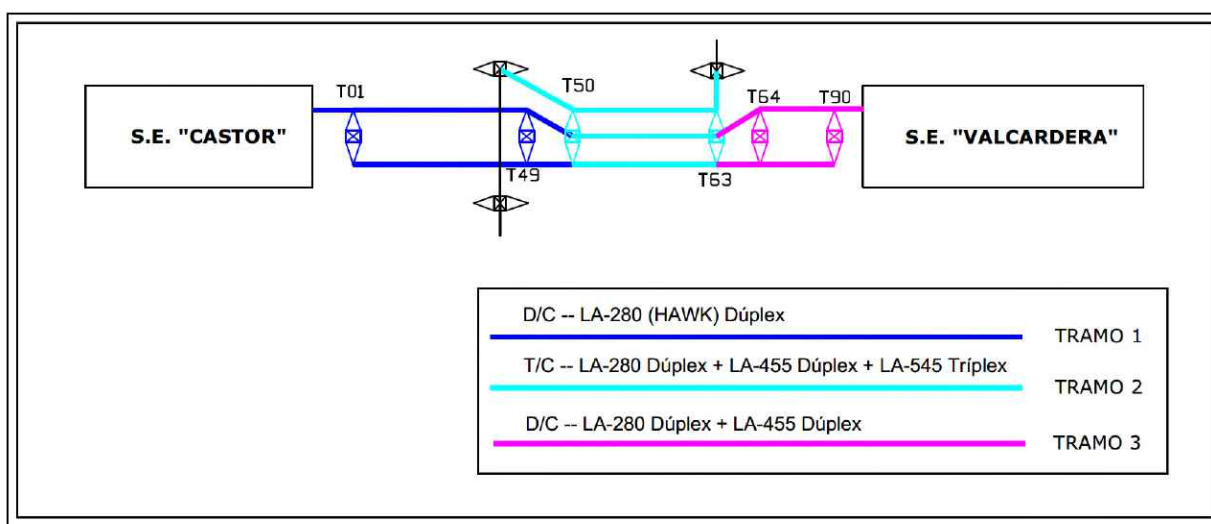 T01
T50
T64
T90
S.E. "CASTOR"
S.E. "VALCARDERA"
T49
T63
D/C -- LA-280 (HAWK) Dúplex
TRAMO 1
T/C -- LA-280 Dúplex + LA-455 Dúplex + LA-545 Tríplex
TRAMO 2
D/C -- LA-280 Dúplex + LA-455 Dúplex
TRAMO 3